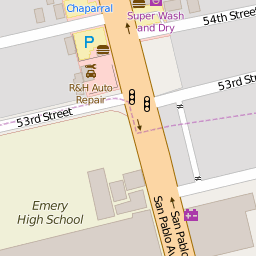 Chaparral
Super Wash
and Dry
54th Street
P
R&H Auto
Repair
53rd Street
53rd Street
Emery
High School
San Pablo Av
San Pablo